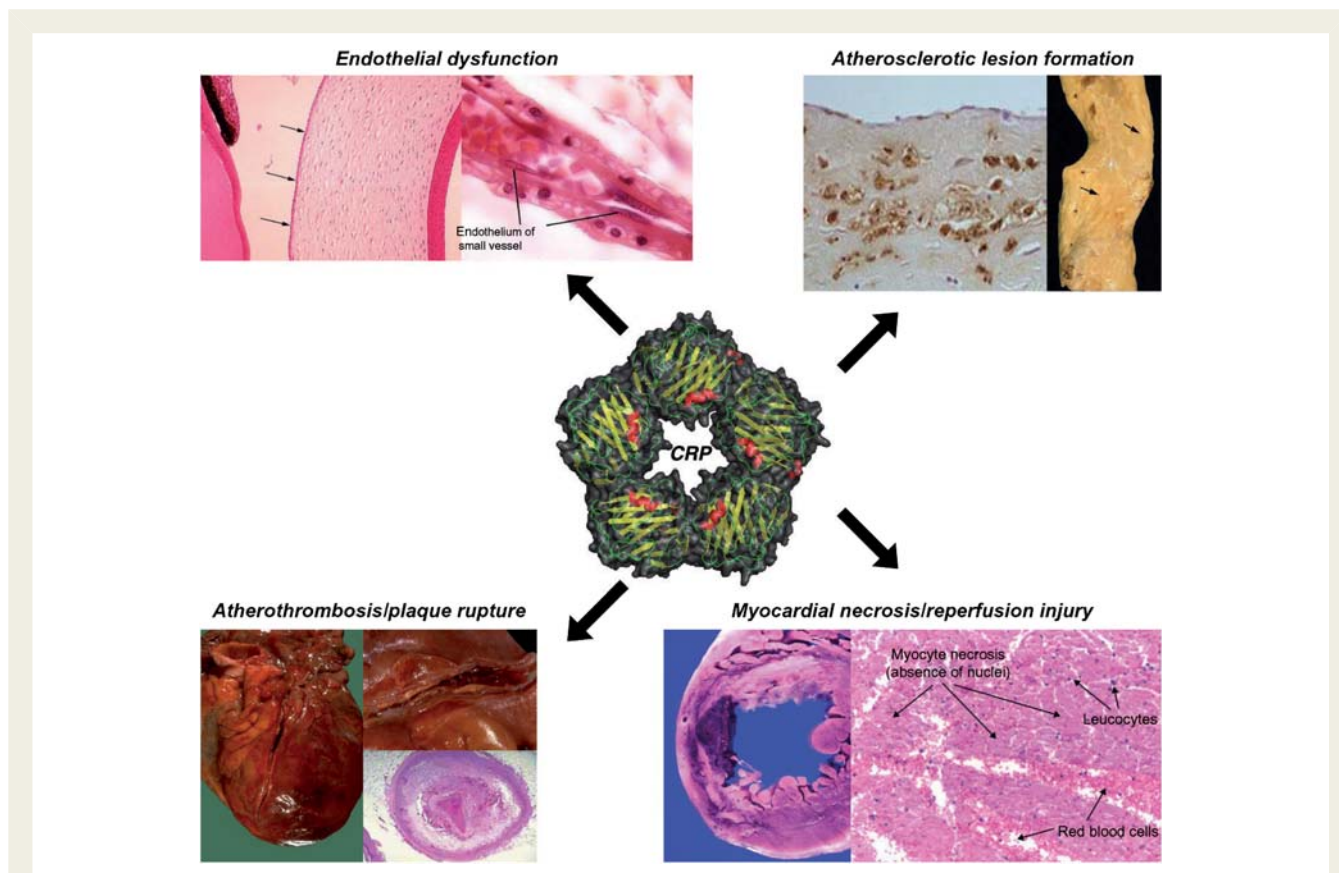 Endothelial dysfunction
Atherosclerotic lesion formation
Endothelium of
small vessel
CRP
Atherothrombosis/plaque rupture
Myocardial necrosis/reperfusion injury
Myocyte necrosis
(absence of nuclei)
Leucocytes
Red blood cells